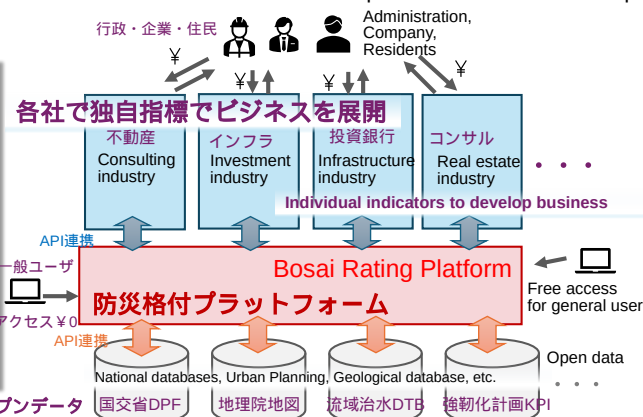 行政・企業・住民
Administration,
Company,
Residents
¥
¥
¥
¥
各社で独自指標でビジネスを展開
不動産
Consulting
industry
インフラ
Investment
industry
投資銀行
Infrastructure
industry
コンサル
Real estate
industry
・・・
Individual indicators to develop business
API連携
一般ユーザ
アクセス¥0
Bosai Rating Platform
防災格付プラットフォーム
Free access
for general user
API連携
Open data
National databases, Urban Planning, Geological database, etc.
・・・
プンデータ
国交省DPF
地理院地図
流域治水DTB
強靭化計画KPI